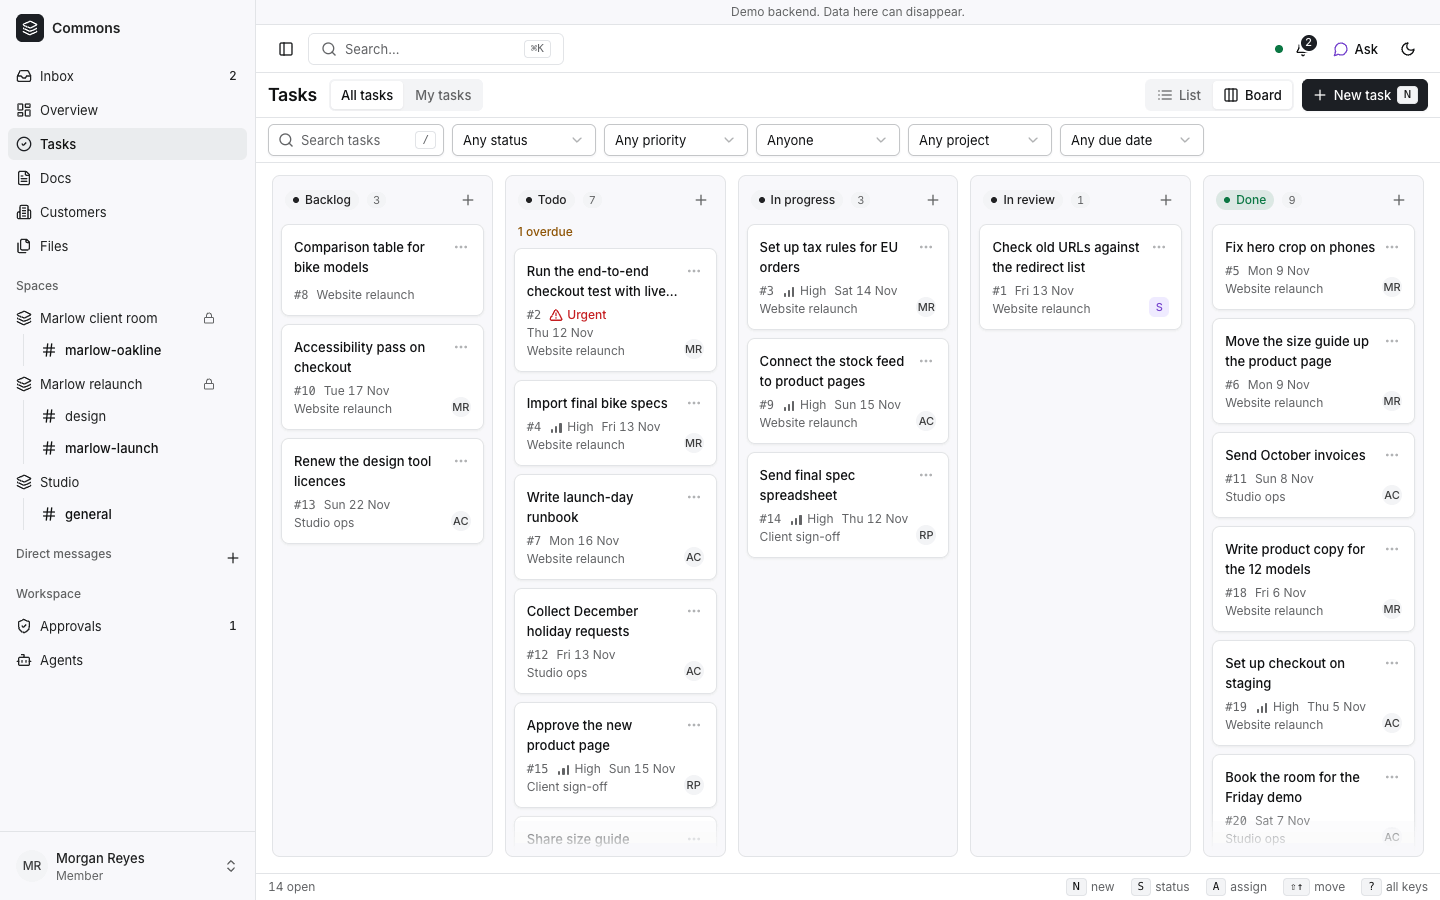 Commons
Inbox 2
Overview
Tasks
Docs
Customers
Files
Spaces
Marlow client room
# marlow-oakline
Marlow relaunch
# design
# marlow-launch
Studio
# general
Direct messages +
Workspace
Approvals 1
Agents
MR
Morgan Reyes
Member
Demo backend. Data here can disappear.
Search... ⌘K
2
Ask
Tasks All tasks My tasks
List Board + New task N
Search tasks / Any status Any priority Anyone Any project Any due date
Backlog 3 +
Comparison table for
bike models
#8 Website relaunch
Accessibility pass on
checkout
#10 Tue 17 Nov
Website relaunch MR
Renew the design tool
licences
#13 Sun 22 Nov
Studio ops AC
Todo 7 +
1 overdue
Run the end-to-end
checkout test with live...
#2 Urgent
Thu 12 Nov
Website relaunch MR
Import final bike specs
#4 High Fri 13 Nov
Website relaunch MR
Write launch-day
runbook
#7 Mon 16 Nov
Website relaunch AC
Collect December
holiday requests
#12 Fri 13 Nov
Studio ops AC
Approve the new
product page
#15 High Sun 15 Nov
Client sign-off RP
Share size guide
In progress 3 +
Set up tax rules for EU
orders
#3 High Sat 14 Nov
Website relaunch MR
Connect the stock feed
to product pages
#9 High Sun 15 Nov
Website relaunch AC
Send final spec
spreadsheet
#14 High Thu 12 Nov
Client sign-off RP
In review 1 +
Check old URLs against
the redirect list
#1 Fri 13 Nov
Website relaunch S
Done 9 +
Fix hero crop on phones
#5 Mon 9 Nov
Website relaunch MR
Move the size guide up
the product page
#6 Mon 9 Nov
Website relaunch MR
Send October invoices
#11 Sun 8 Nov
Studio ops AC
Write product copy for
the 12 models
#18 Fri 6 Nov
Website relaunch MR
Set up checkout on
staging
#19 High Thu 5 Nov
Website relaunch AC
Book the room for the
Friday demo
#20 Sat 7 Nov
Studio ops AC
14 open
N new S status A assign ⇧↑ move ? all keys